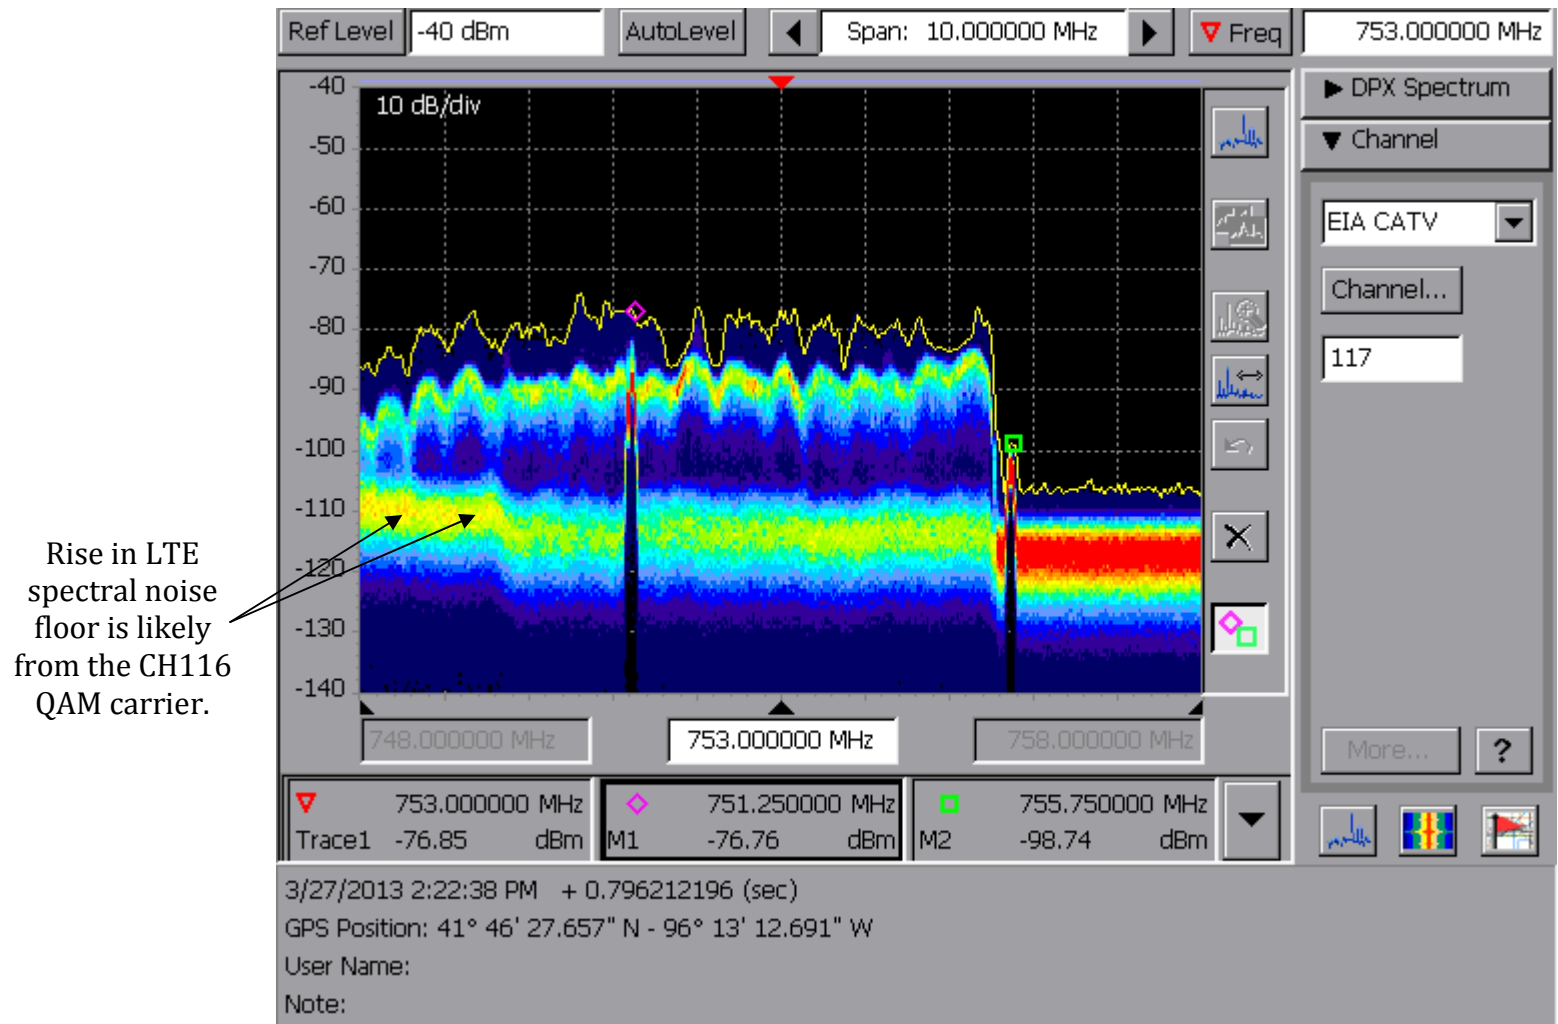 Ref Level -40 dBm AutoLevel Span: 10.000000 MHz Freq 753.000000 MHz
10 dB/div
-40
-50
-60
-70
-80
-90
-100
-110
-120
-130
-140
DPX Spectrum
Channel
EIA CATV
Channel...
117
More... ?
Rise in LTE
spectral noise
floor is likely
from the CH116
QAM carrier.
748.000000 MHz 753.000000 MHz 758.000000 MHz
753.000000 MHz 751.250000 MHz 755.750000 MHz
Trace1 -76.85 dBm M1 -76.76 dBm M2 -98.74 dBm
3/27/2013 2:22:38 PM + 0.796212196 (sec)
GPS Position: 41° 46' 27.657" N - 96° 13' 12.691" W
User Name:
Note: